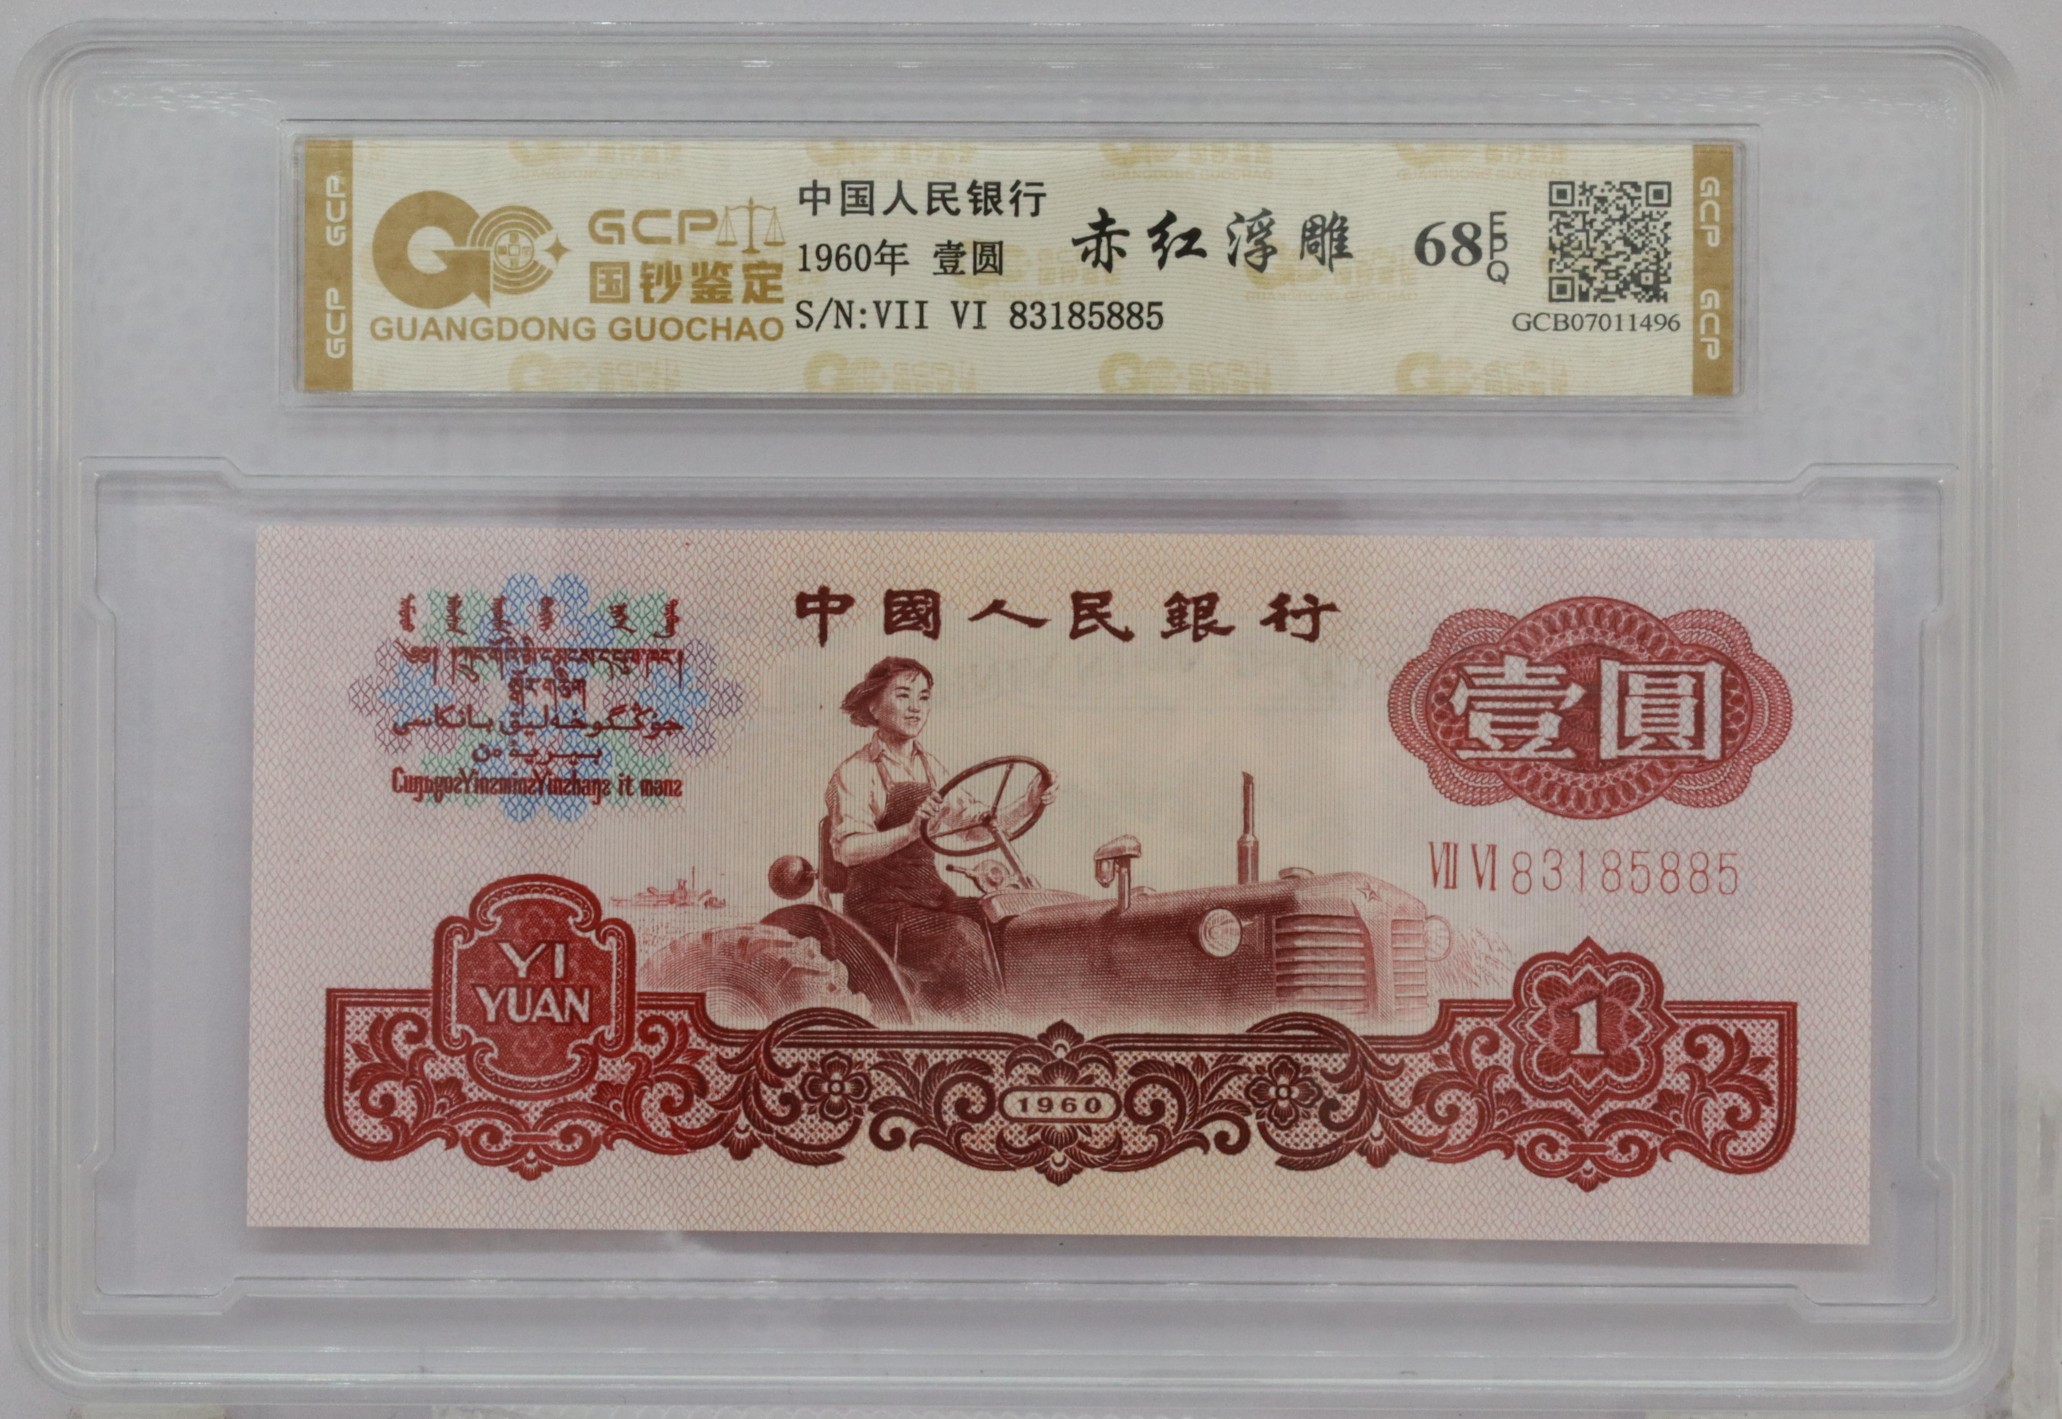 GCP
GCP
GCP
国钞鉴定
GUANGDONG GUOCHAO
中国人民银行
1960年 壹圆
S/N:VII VI 83185885
赤红浮雕
68 EPQ
GCB07011496
GCP
GCP
中國人民銀行
壹圓
VII VI 83185885
YI
YUAN
1960
1